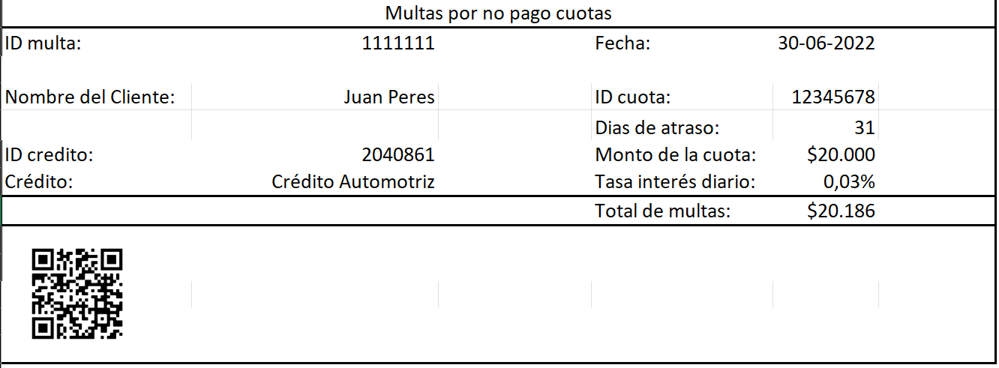 Multas por no pago cuotas
ID multa: 1111111 Fecha: 30-06-2022
Nombre del Cliente: Juan Peres ID cuota: 12345678
Dias de atraso: 31
ID credito: 2040861 Monto de la cuota: $20.000
Crédito: Crédito Automotriz Tasa interés diario: 0,03%
Total de multas: $20.186